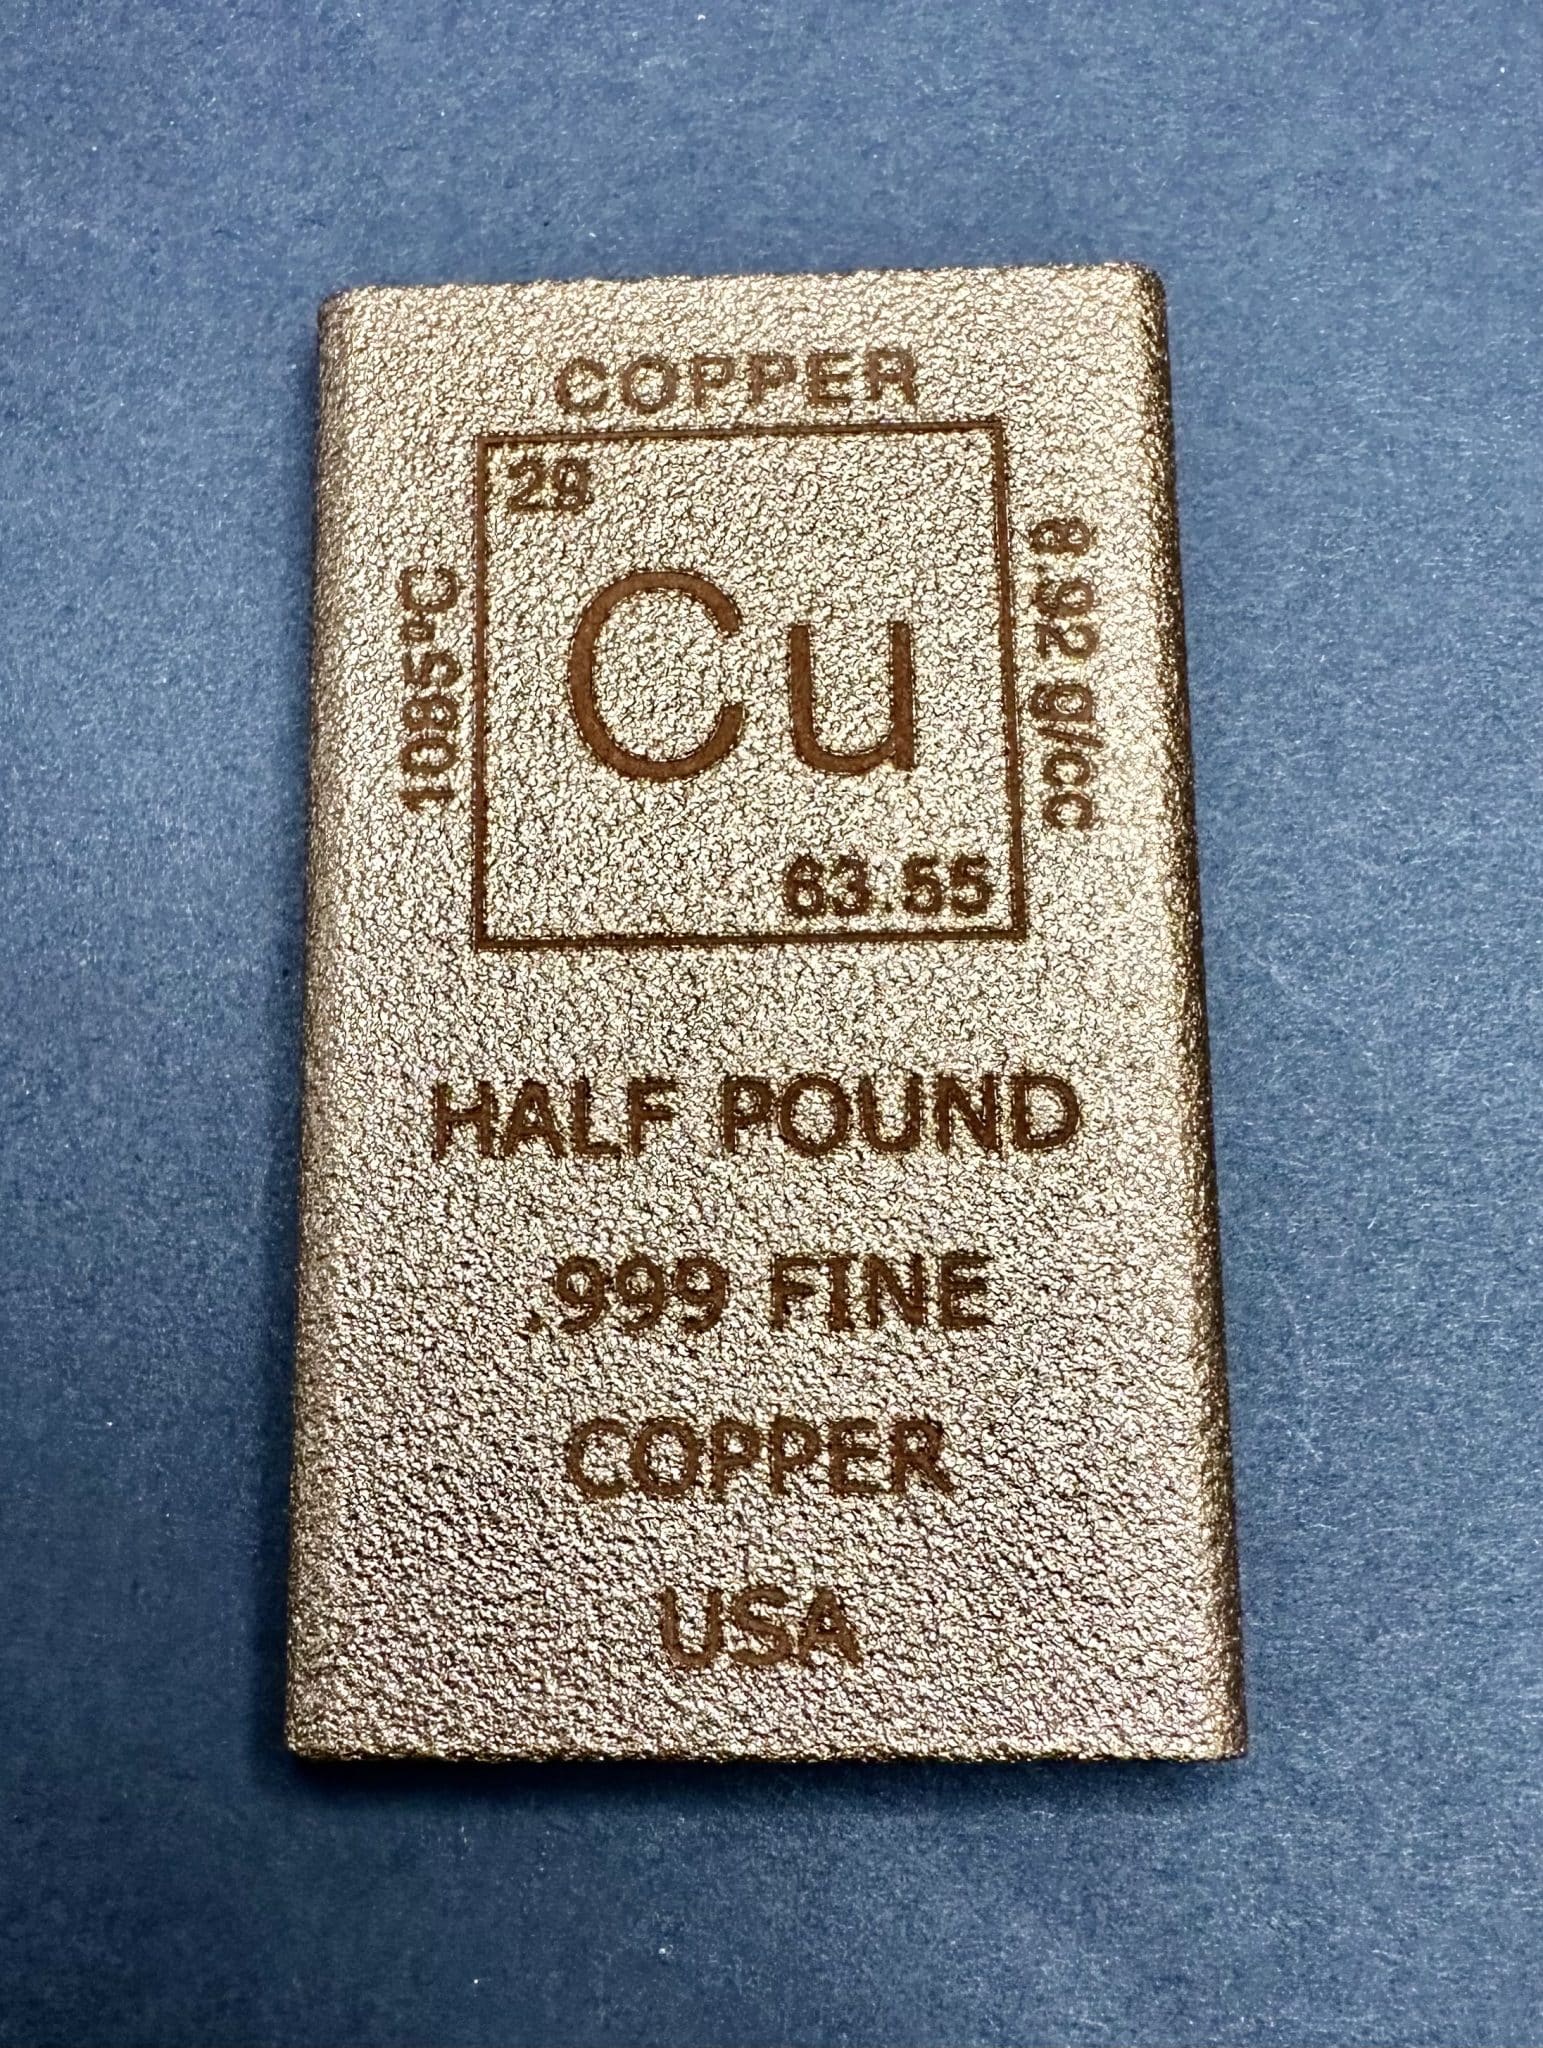 COPPER
29
1085°C
Cu
8.92 g/cc
63.55
HALF POUND
.999 FINE
COPPER
USA